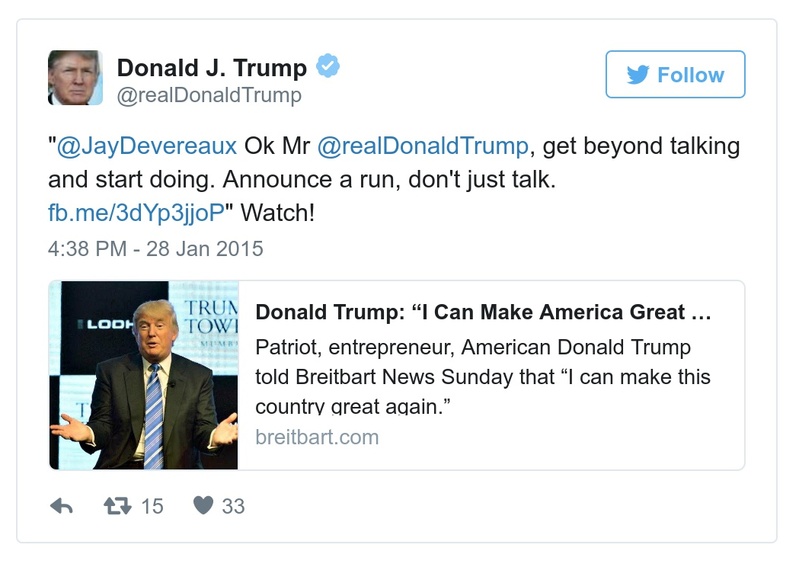 Donald J. Trump
@realDonaldTrump
Follow
"@JayDevereaux Ok Mr @realDonaldTrump, get beyond talking
and start doing. Announce a run, don't just talk.
fb.me/3dYp3jjoP" Watch!
4:38 PM - 28 Jan 2015
LODH
TRUM
TOWE
Donald Trump: “I Can Make America Great ...
Patriot, entrepreneur, American Donald Trump
told Breitbart News Sunday that “I can make this
country great again.”
breitbart.com
15 33